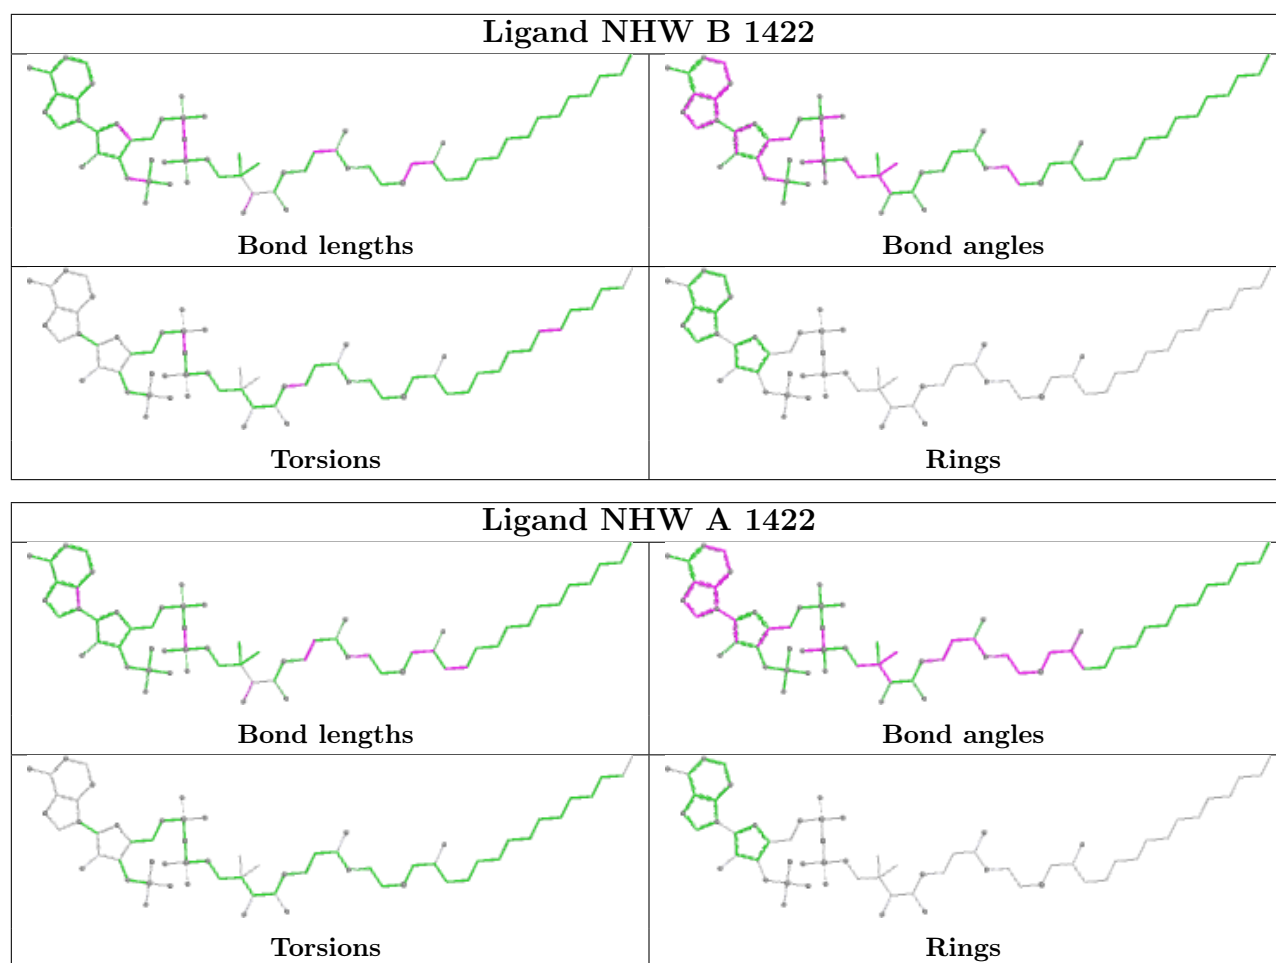 Ligand NHW B 1422
Bond lengths
Bond angles
Torsions
Rings
Ligand NHW A 1422
Bond lengths
Bond angles
Torsions
Rings